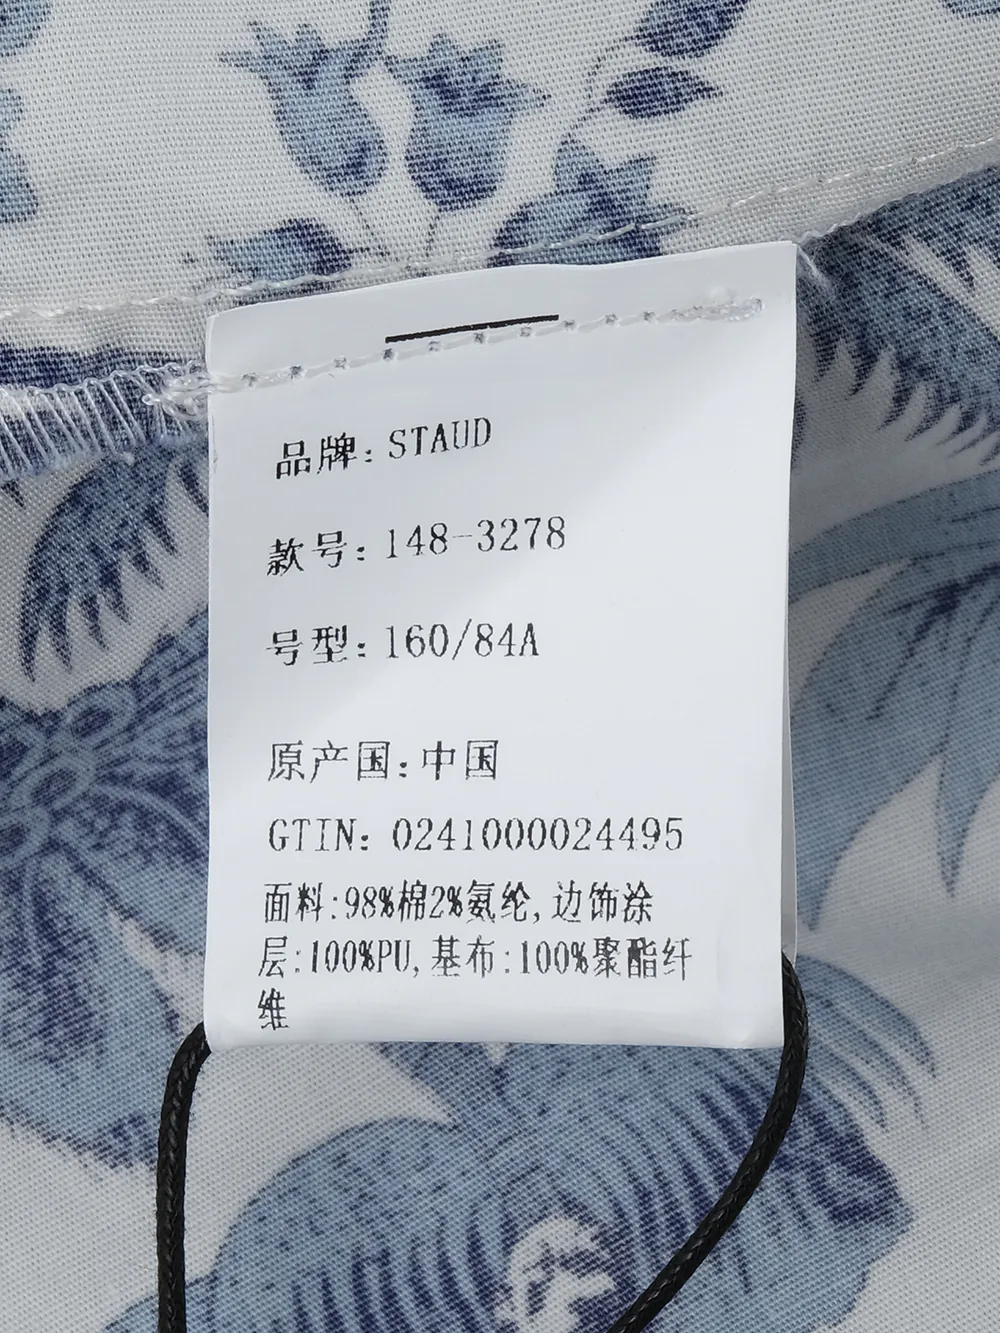 品牌: STAUD
款号: 148-3278
号型: 160/84A
原产国: 中国
GTIN: 0241000024495
面料:98%棉2%氨纶,边饰涂
层:100%PU,基布:100%聚酯纤
维